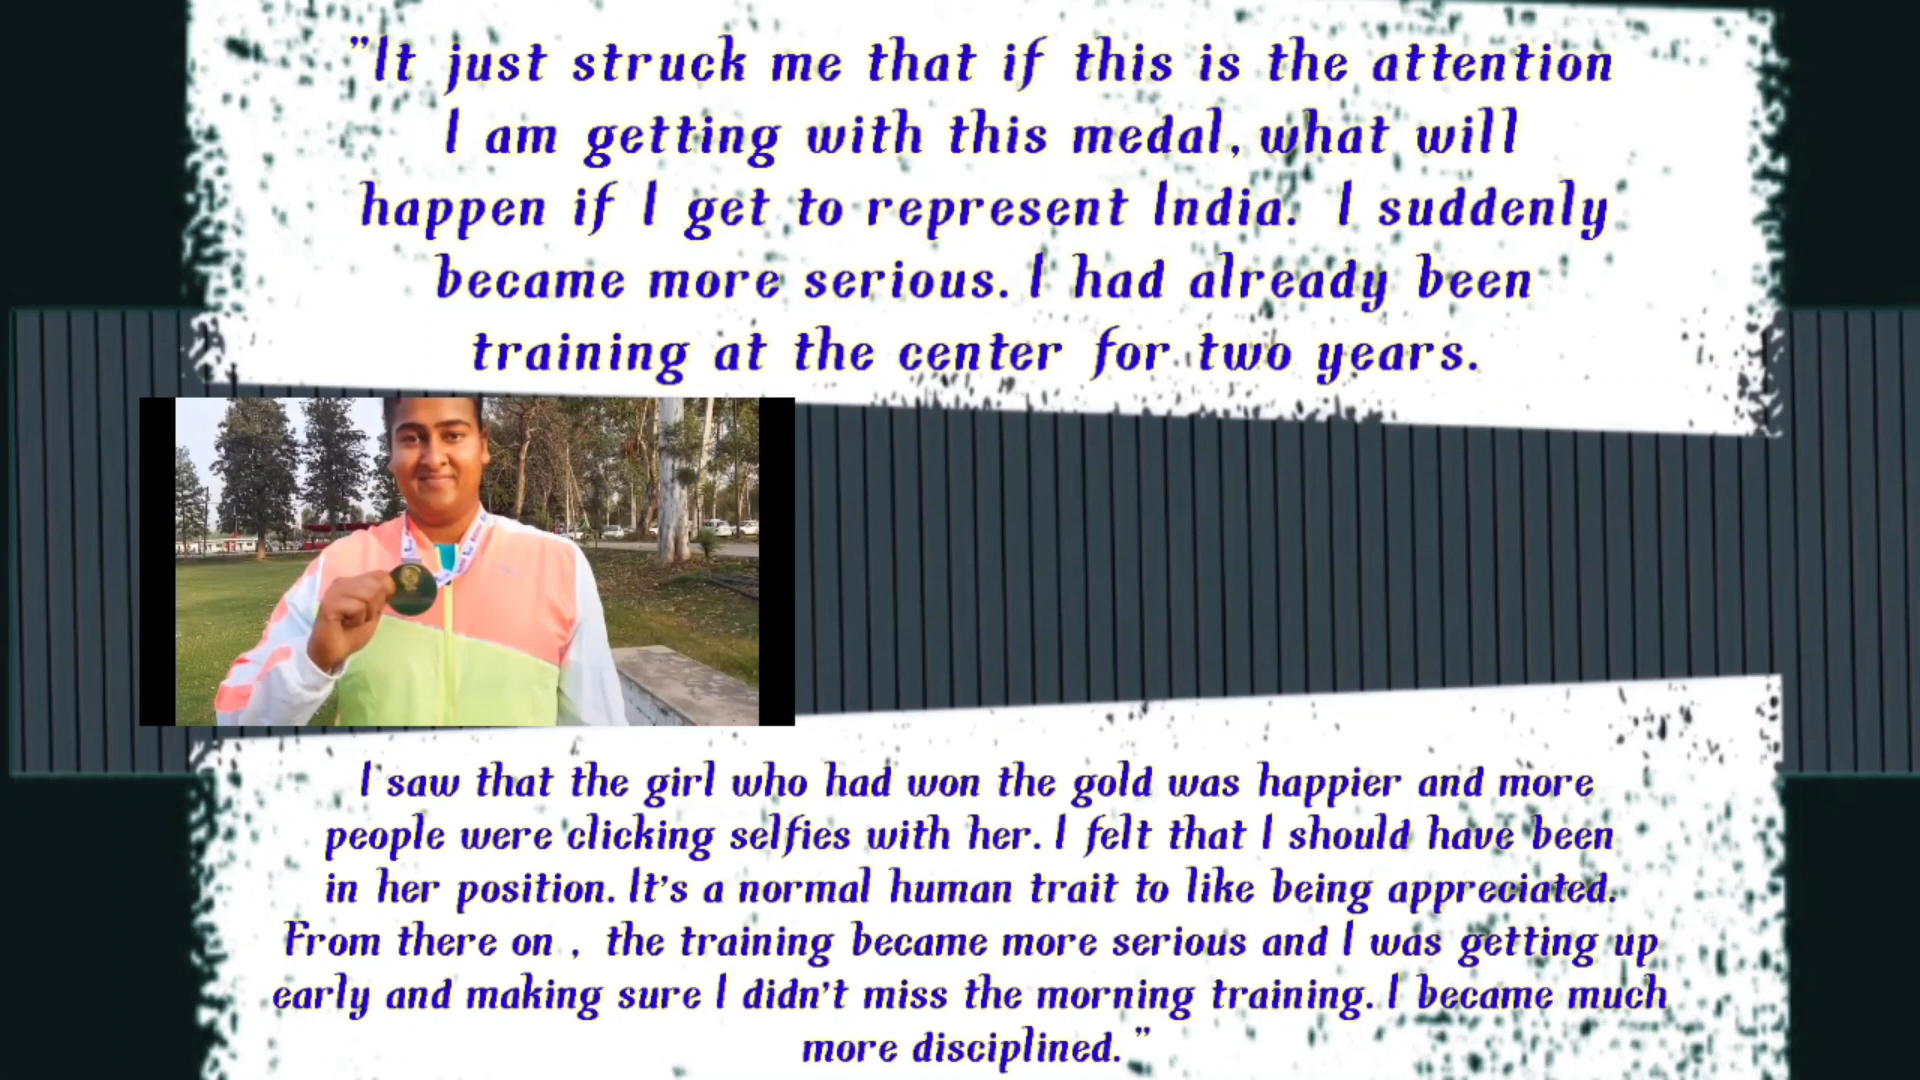 "It just struck me that if this is the attention
I am getting with this medal, what will
happen if I get to represent India. I suddenly
became more serious. I had already been
training at the center for two years.
I saw that the girl who had won the gold was happier and more
people were clicking selfies with her. I felt that I should have been
in her position. It's a normal human trait to like being appreciated.
From there on , the training became more serious and I was getting up
early and making sure I didn't miss the morning training. I became much
more disciplined. "